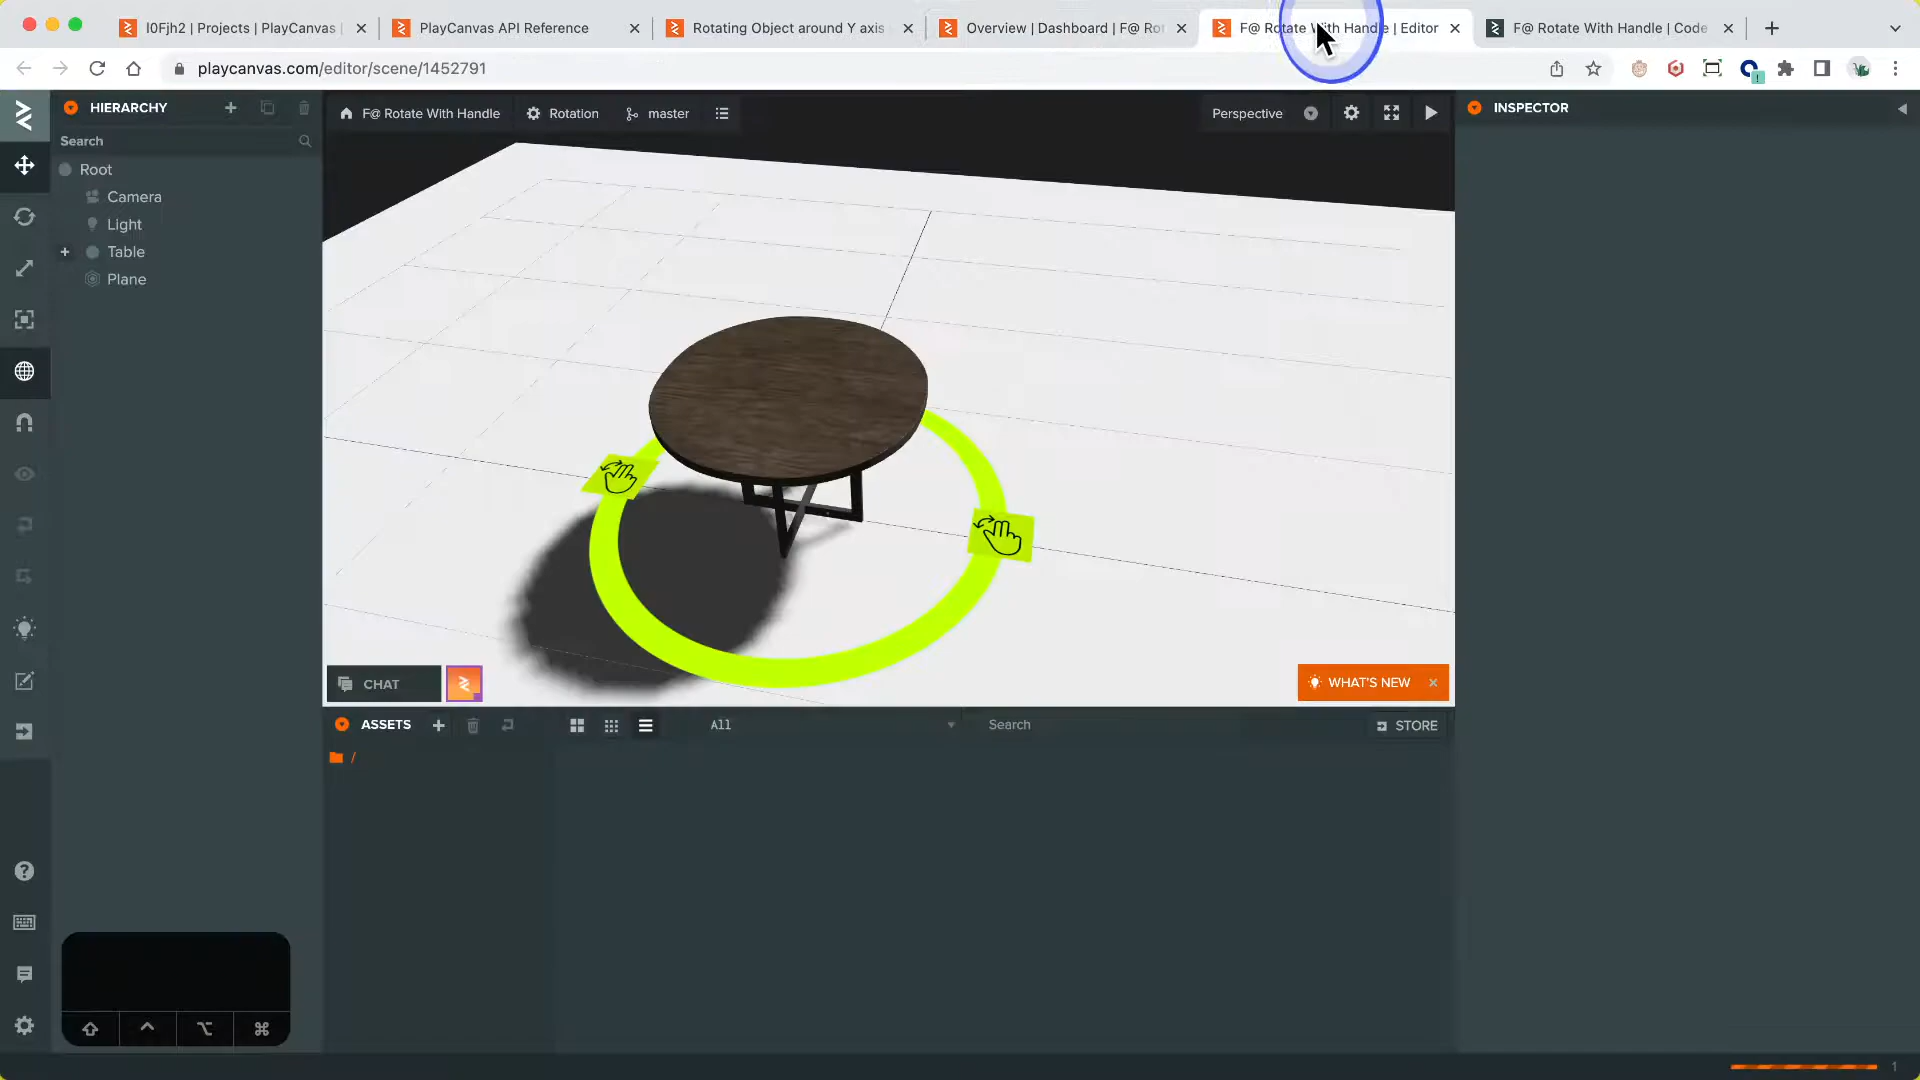 I0Fjh2 | Projects | PlayCanvas |
PlayCanvas API Reference
Rotating Object around Y axis
Overview | Dashboard | F@ Rot
F@ Rotate With Handle | Editor
F@ Rotate With Handle | Code
playcanvas.com/editor/scene/1452791
HIERARCHY
F@ Rotate With Handle
Rotation
master
Perspective
INSPECTOR
Search
Root
Camera
Light
Table
Plane
CHAT
WHAT'S NEW
ASSETS
All
Search
STORE
/
1